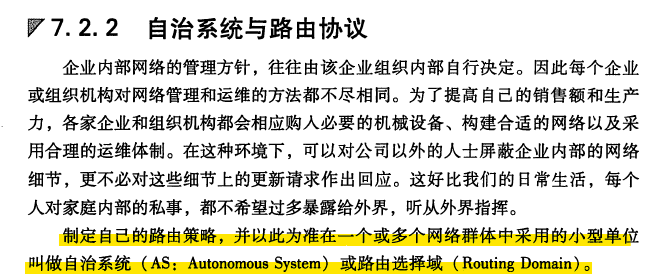 7.2.2 自治系统与路由协议
企业内部网络的管理方针，往往由该企业组织内部自行决定。因此每个企业
或组织机构对网络管理和运维的方法都不尽相同。为了提高自己的销售额和生产
力，各家企业和组织机构都会相应购入必要的机械设备、构建合适的网络以及采
用合理的运维体制。在这种环境下，可以对公司以外的人士屏蔽企业内部的网络
细节，更不必对这些细节上的更新请求作出回应。这好比我们的日常生活，每个
人对家庭内部的私事，都不希望过多暴露给外界，听从外界指挥。
制定自己的路由策略，并以此为准在一个或多个网络群体中采用的小型单位
叫做自治系统（AS：Autonomous System）或路由选择域（Routing Domain）。